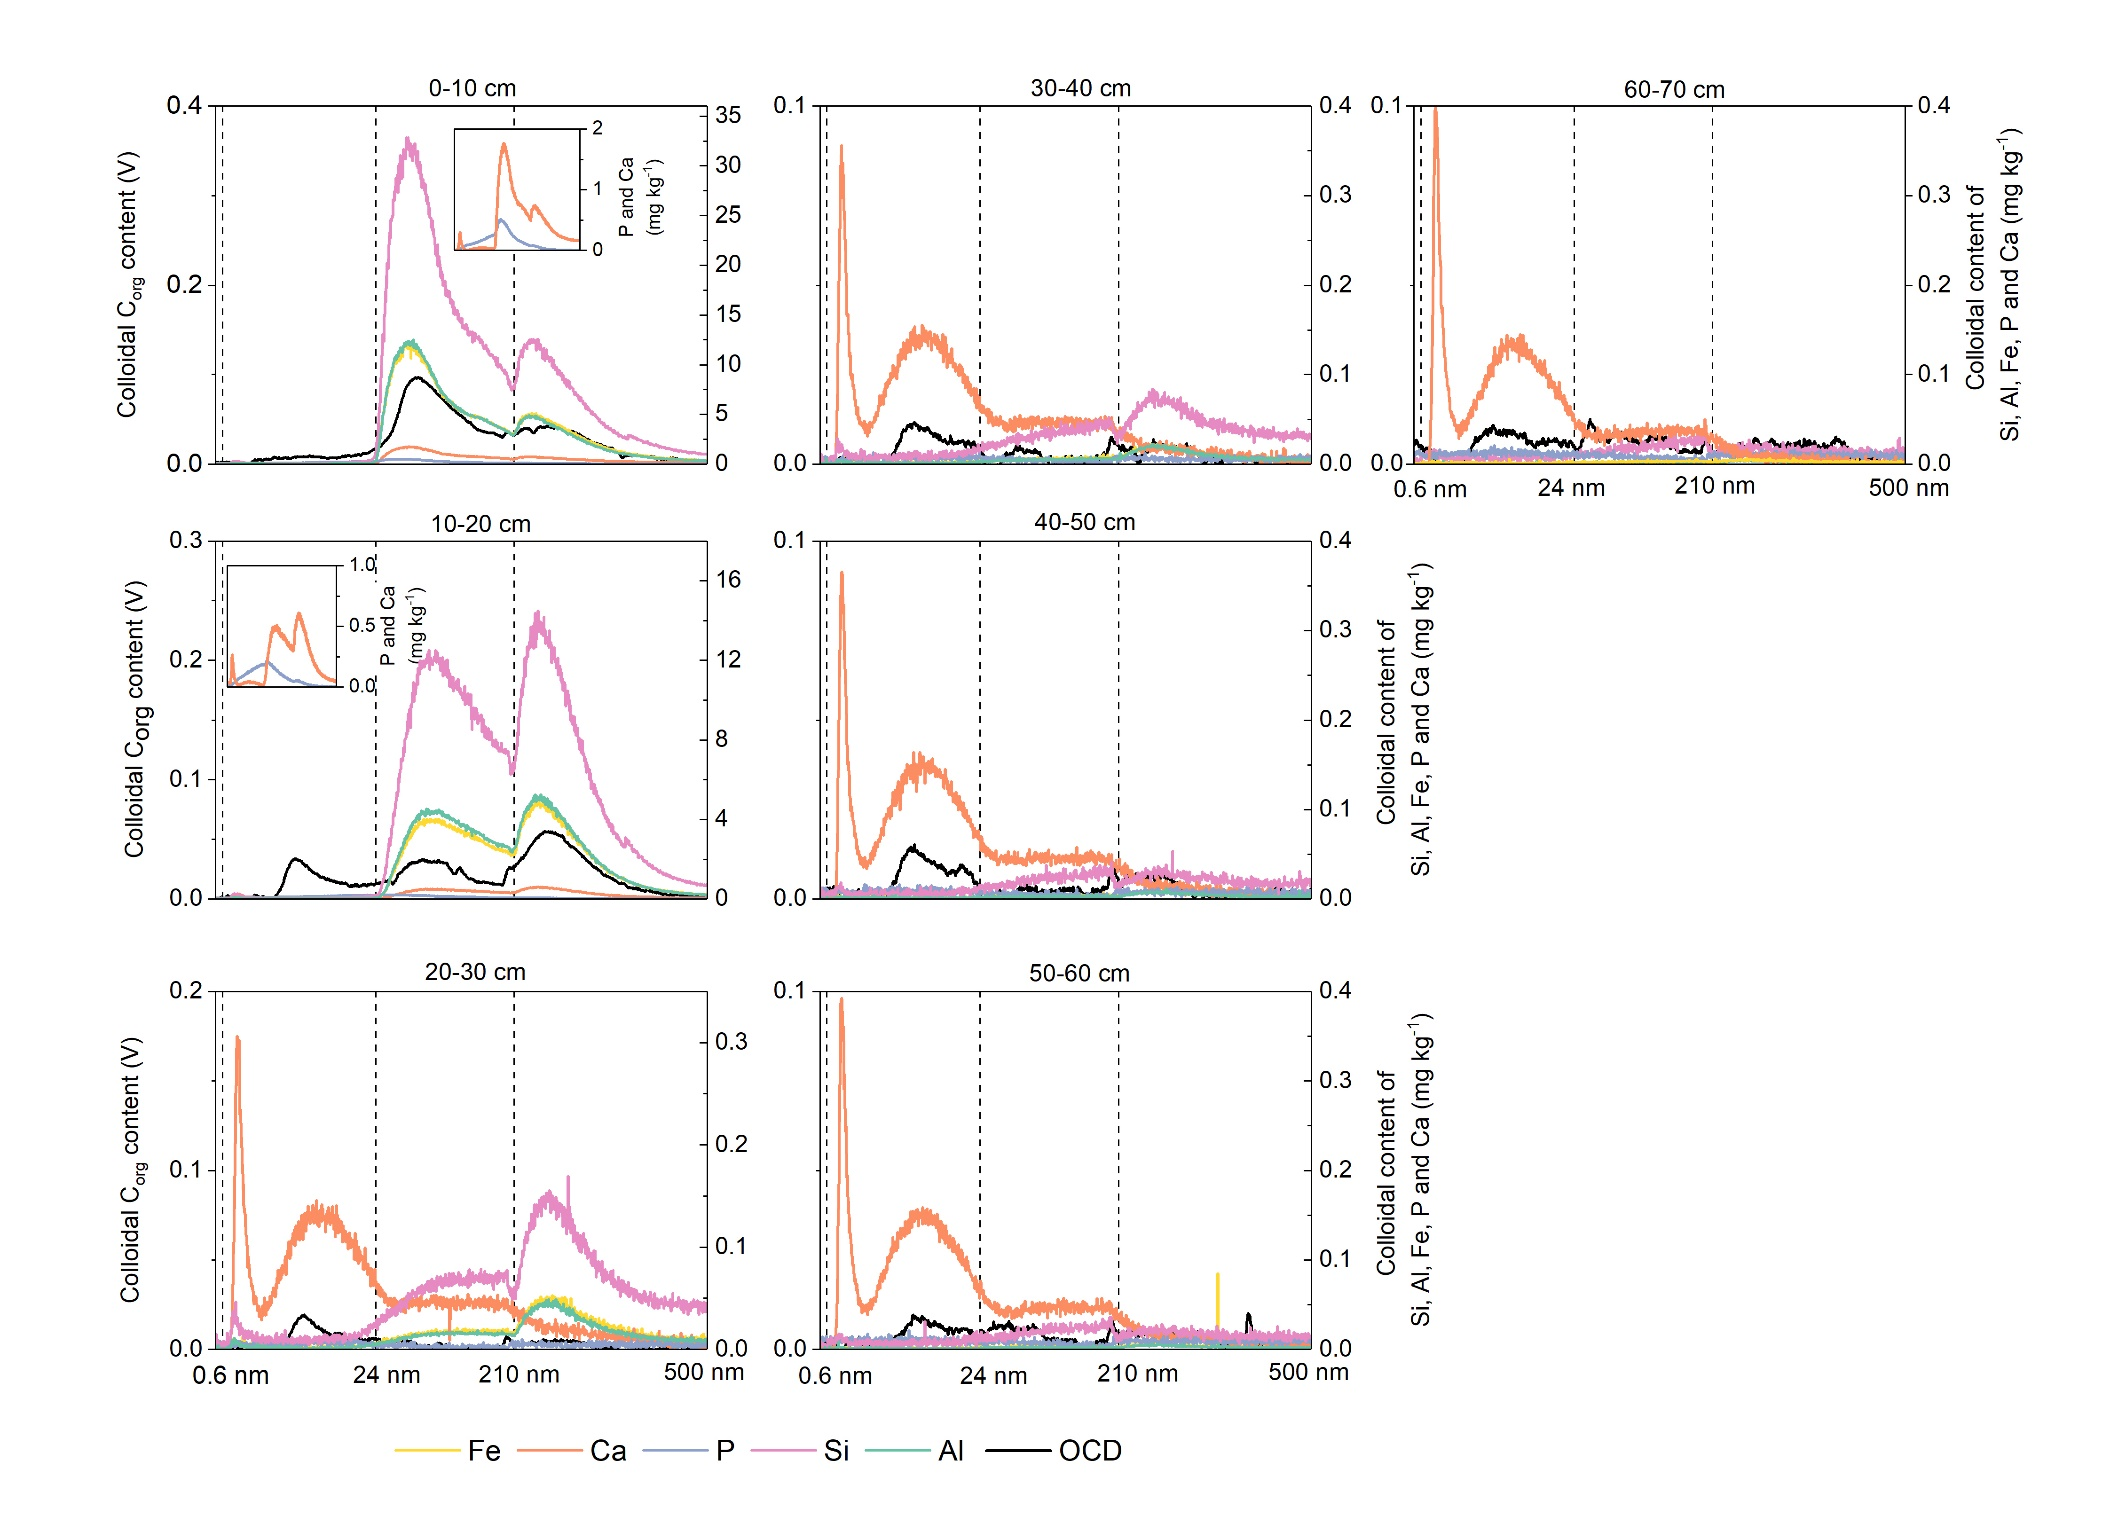 0-10 cm
0.4
0.2
0.0
Colloidal Corg content (V)
35
30
25
20
15
10
5
0
2
1
0
P and Ca
(mg kg-1)
30-40 cm
0.1
0.0
0.4
0.3
0.2
0.1
0.0
60-70 cm
0.1
0.0
0.4
0.3
0.2
0.1
0.0
Colloidal content of
Si, Al, Fe, P and Ca (mg kg-1)
0.6 nm
24 nm
210 nm
500 nm
10-20 cm
0.3
0.2
0.1
0.0
Colloidal Corg content (V)
16
12
8
4
0
1.0
0.5
0.0
P and Ca
(mg kg-1)
40-50 cm
0.1
0.0
0.4
0.3
0.2
0.1
0.0
Colloidal content of
Si, Al, Fe, P and Ca (mg kg-1)
20-30 cm
0.2
0.1
0.0
Colloidal Corg content (V)
0.3
0.2
0.1
0.0
0.6 nm
24 nm
210 nm
500 nm
50-60 cm
0.1
0.0
0.4
0.3
0.2
0.1
0.0
Colloidal content of
Si, Al, Fe, P and Ca (mg kg-1)
0.6 nm
24 nm
210 nm
500 nm
Fe Ca P Si Al OCD